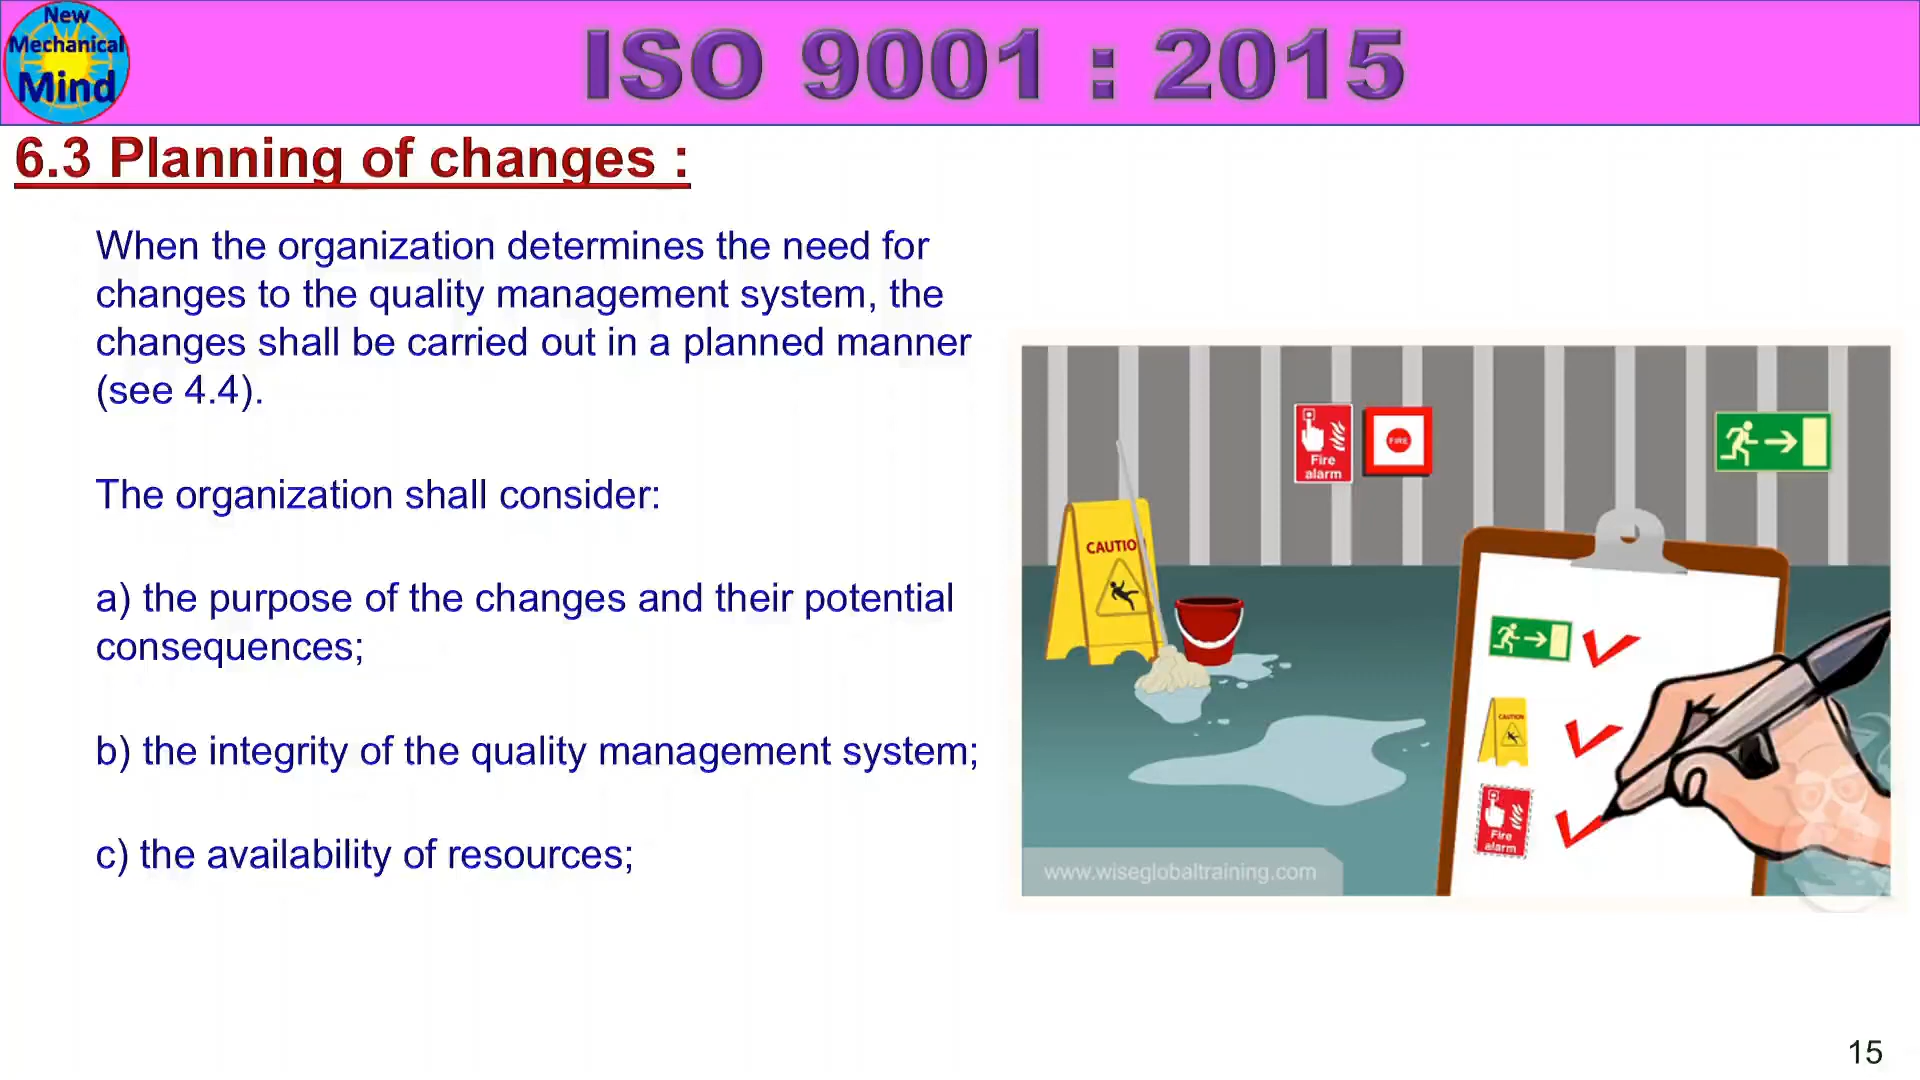 New
Mechanical
Mind
ISO 9001 : 2015
6.3 Planning of changes :
When the organization determines the need for
changes to the quality management system, the
changes shall be carried out in a planned manner
(see 4.4).
The organization shall consider:
a) the purpose of the changes and their potential
consequences;
b) the integrity of the quality management system;
c) the availability of resources;
Fire
alarm
FIRE
CAUTIO
CAUTION
Fire
alarm
www.wiseglobaltraining.com
15